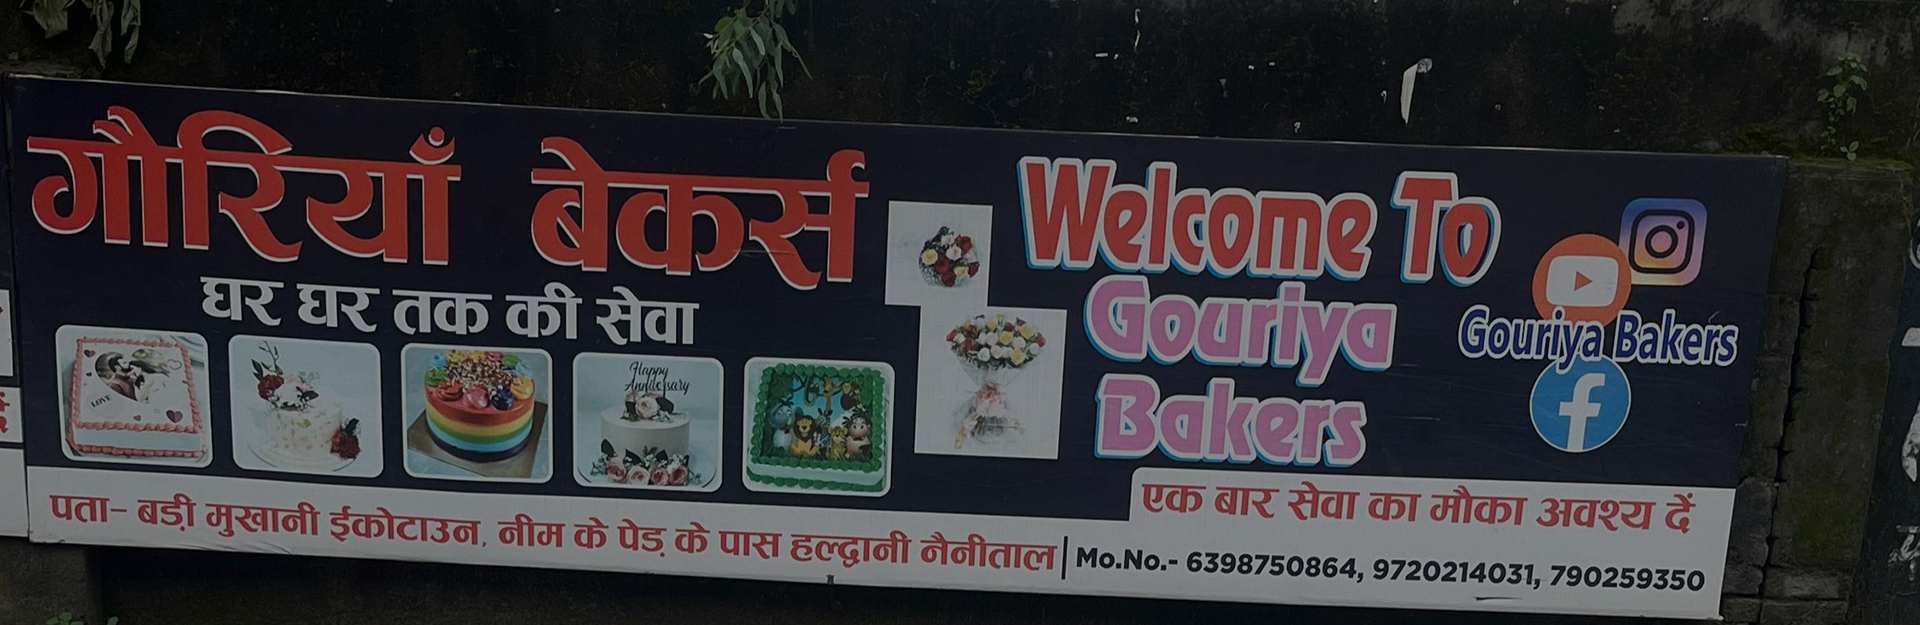 गौरियाँ बेकर्स
घर घर तक की सेवा
LOVE
Happy
Anniversary
Welcome To
Gouriya
Bakers
Gouriya Bakers
एक बार सेवा का मौका अवश्य दें
पता- बड़ी मुखानी ईकोटाउन, नीम के पेड़ के पास हल्द्वानी नैनीताल
Mo.No.- 6398750864, 9720214031, 790259350